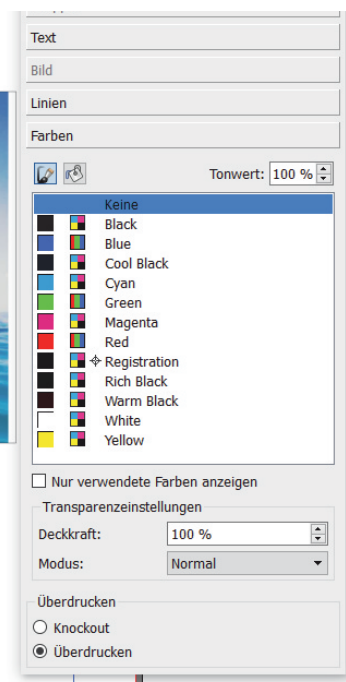 Text
Bild
Linien
Farben
Tonwert: 100 %
Keine
Black
Blue
Cool Black
Cyan
Green
Magenta
Red
Registration
Rich Black
Warm Black
White
Yellow
Nur verwendete Farben anzeigen
Transparenzeinstellungen
Deckkraft: 100 %
Modus: Normal
Überdrucken
Knockout
Überdrucken